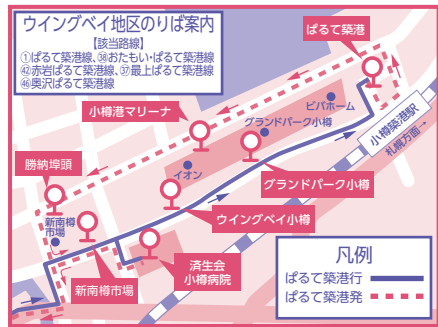 ウイングベイ地区のりば案内
【該当路線】
①ぱるて築港線、㊳おたもい・ぱるて築港線
㊷赤岩ぱるて築港線、㊲最上ぱるて築港線
㊻奥沢ぱるて築港線
ぱるて築港
小樽港マリーナ
ビバホーム
グランドパーク小樽
小樽築港駅
札幌方面→
勝納埠頭
イオン
グランドパーク小樽
新南樽
市場
ウイングベイ小樽
済生会
小樽病院
新南樽市場
凡例
ぱるて築港行
ぱるて築港発